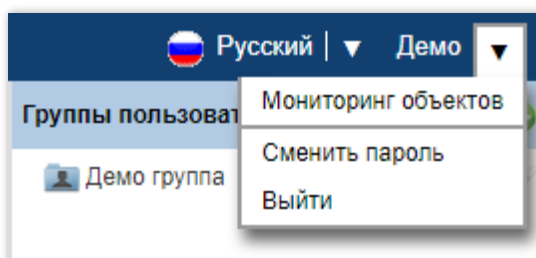 Русский | ▼ Демо ▼
Группы пользоват
Мониторинг объектов
Демо группа
Сменить пароль
Выйти